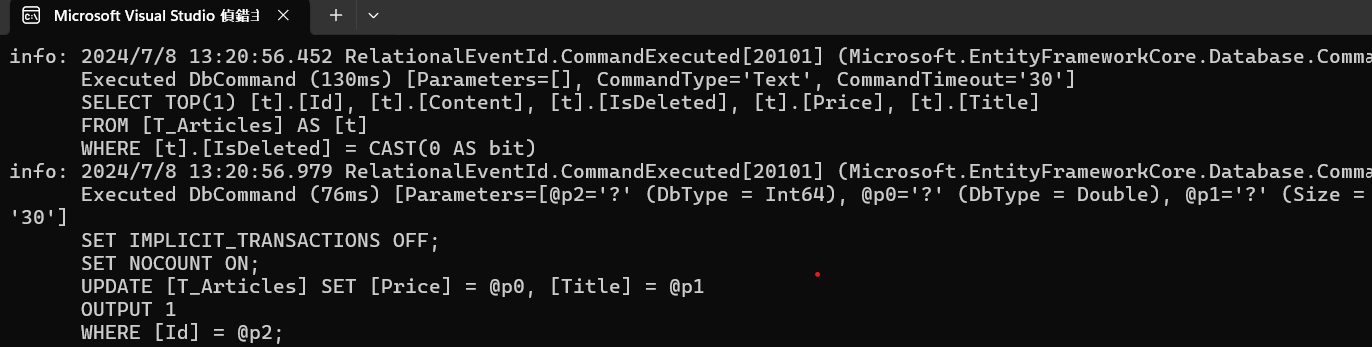 Microsoft Visual Studio 偵錯主
info: 2024/7/8 13:20:56.452 RelationalEventId.CommandExecuted[20101] (Microsoft.EntityFrameworkCore.Database.Comma
Executed DbCommand (130ms) [Parameters=[], CommandType='Text', CommandTimeout='30']
SELECT TOP(1) [t].[Id], [t].[Content], [t].[IsDeleted], [t].[Price], [t].[Title]
FROM [T_Articles] AS [t]
WHERE [t].[IsDeleted] = CAST(0 AS bit)
info: 2024/7/8 13:20:56.979 RelationalEventId.CommandExecuted[20101] (Microsoft.EntityFrameworkCore.Database.Comma
Executed DbCommand (76ms) [Parameters=[@p2='?' (DbType = Int64), @p0='?' (DbType = Double), @p1='?' (Size =
'30']
SET IMPLICIT_TRANSACTIONS OFF;
SET NOCOUNT ON;
UPDATE [T_Articles] SET [Price] = @p0, [Title] = @p1
OUTPUT 1
WHERE [Id] = @p2;